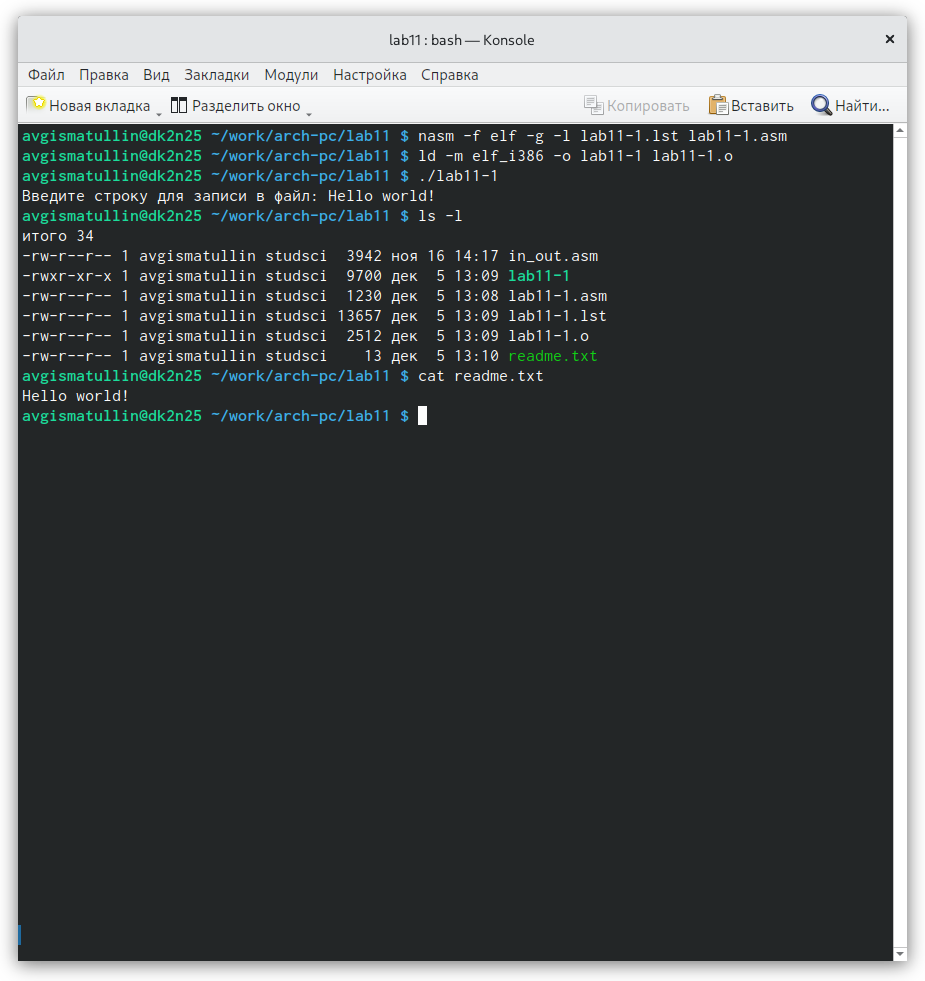 lab11 : bash — Konsole
Файл Правка Вид Закладки Модули Настройка Справка
Новая вкладка Разделить окно Копировать Вставить Найти...
avgismatullin@dk2n25 ~/work/arch-pc/lab11 $ nasm -f elf -g -l lab11-1.lst lab11-1.asm
avgismatullin@dk2n25 ~/work/arch-pc/lab11 $ ld -m elf_i386 -o lab11-1 lab11-1.o
avgismatullin@dk2n25 ~/work/arch-pc/lab11 $ ./lab11-1
Введите строку для записи в файл: Hello world!
avgismatullin@dk2n25 ~/work/arch-pc/lab11 $ ls -l
итого 34
-rw-r--r-- 1 avgismatullin studsci  3942 ноя 16 14:17 in_out.asm
-rwxr-xr-x 1 avgismatullin studsci  9700 дек  5 13:09 lab11-1
-rw-r--r-- 1 avgismatullin studsci  1230 дек  5 13:08 lab11-1.asm
-rw-r--r-- 1 avgismatullin studsci 13657 дек  5 13:09 lab11-1.lst
-rw-r--r-- 1 avgismatullin studsci  2512 дек  5 13:09 lab11-1.o
-rw-r--r-- 1 avgismatullin studsci    13 дек  5 13:10 readme.txt
avgismatullin@dk2n25 ~/work/arch-pc/lab11 $ cat readme.txt
Hello world!
avgismatullin@dk2n25 ~/work/arch-pc/lab11 $